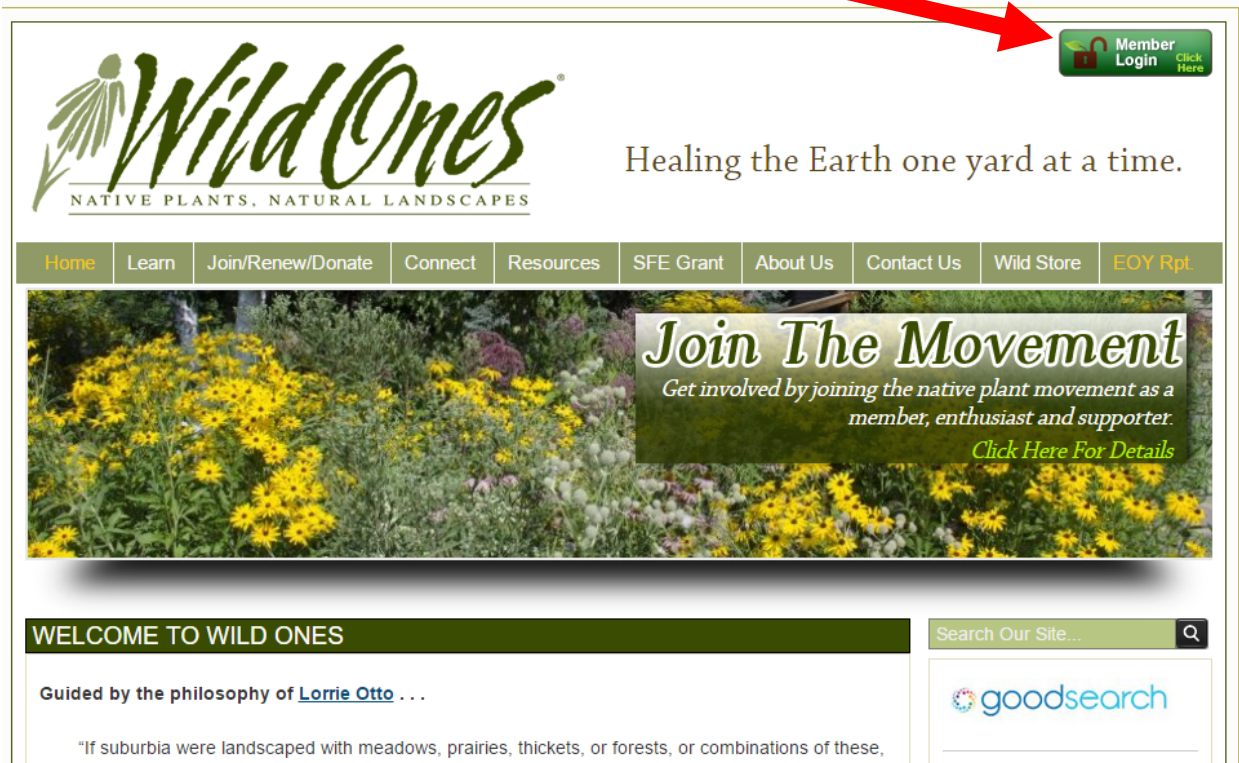 Member
Login Click
Here
Wild Ones®
NATIVE PLANTS, NATURAL LANDSCAPES
Healing the Earth one yard at a time.
Home Learn Join/Renew/Donate Connect Resources SFE Grant About Us Contact Us Wild Store EOY Rpt.
Join The Movement
Get involved by joining the native plant movement as a
member, enthusiast and supporter.
Click Here For Details
WELCOME TO WILD ONES
Search Our Site...
Guided by the philosophy of Lorrie Otto . . .
goodsearch
“If suburbia were landscaped with meadows, prairies, thickets, or forests, or combinations of these,